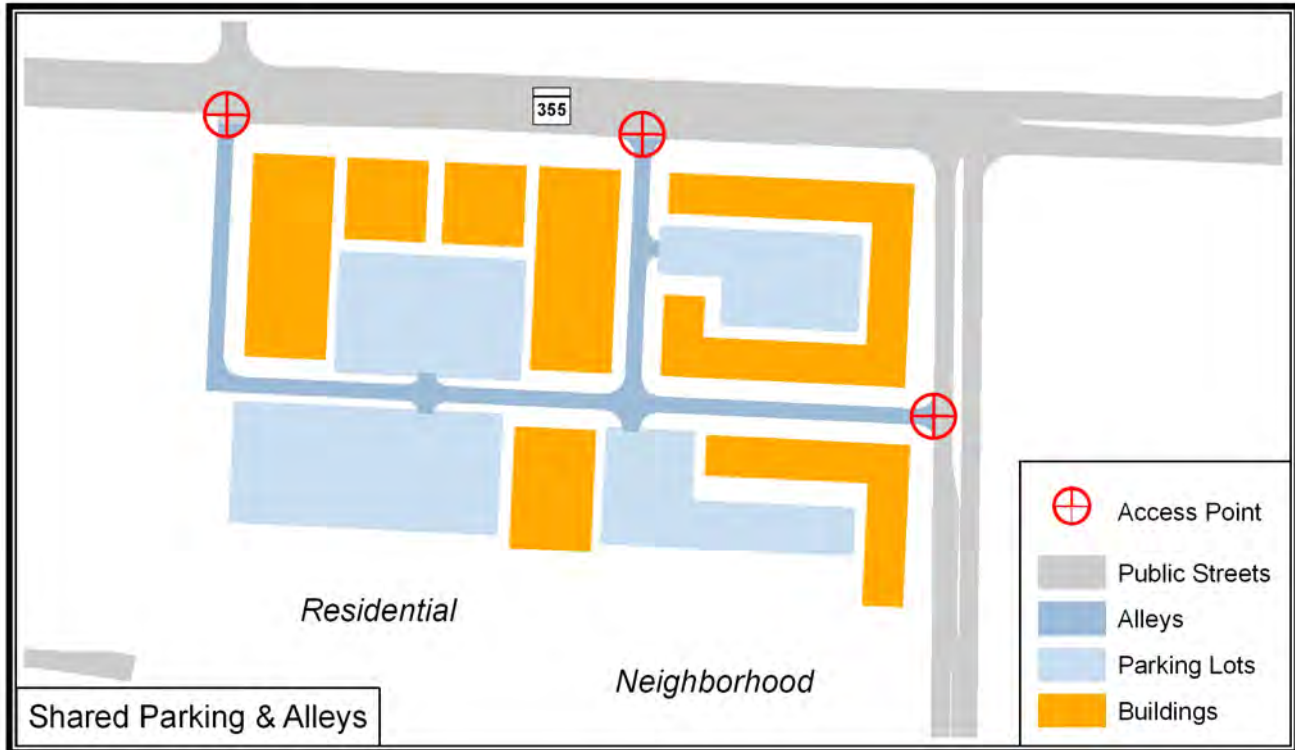 355
Access Point
Public Streets
Alleys
Parking Lots
Buildings
Residential
Neighborhood
Shared Parking & Alleys